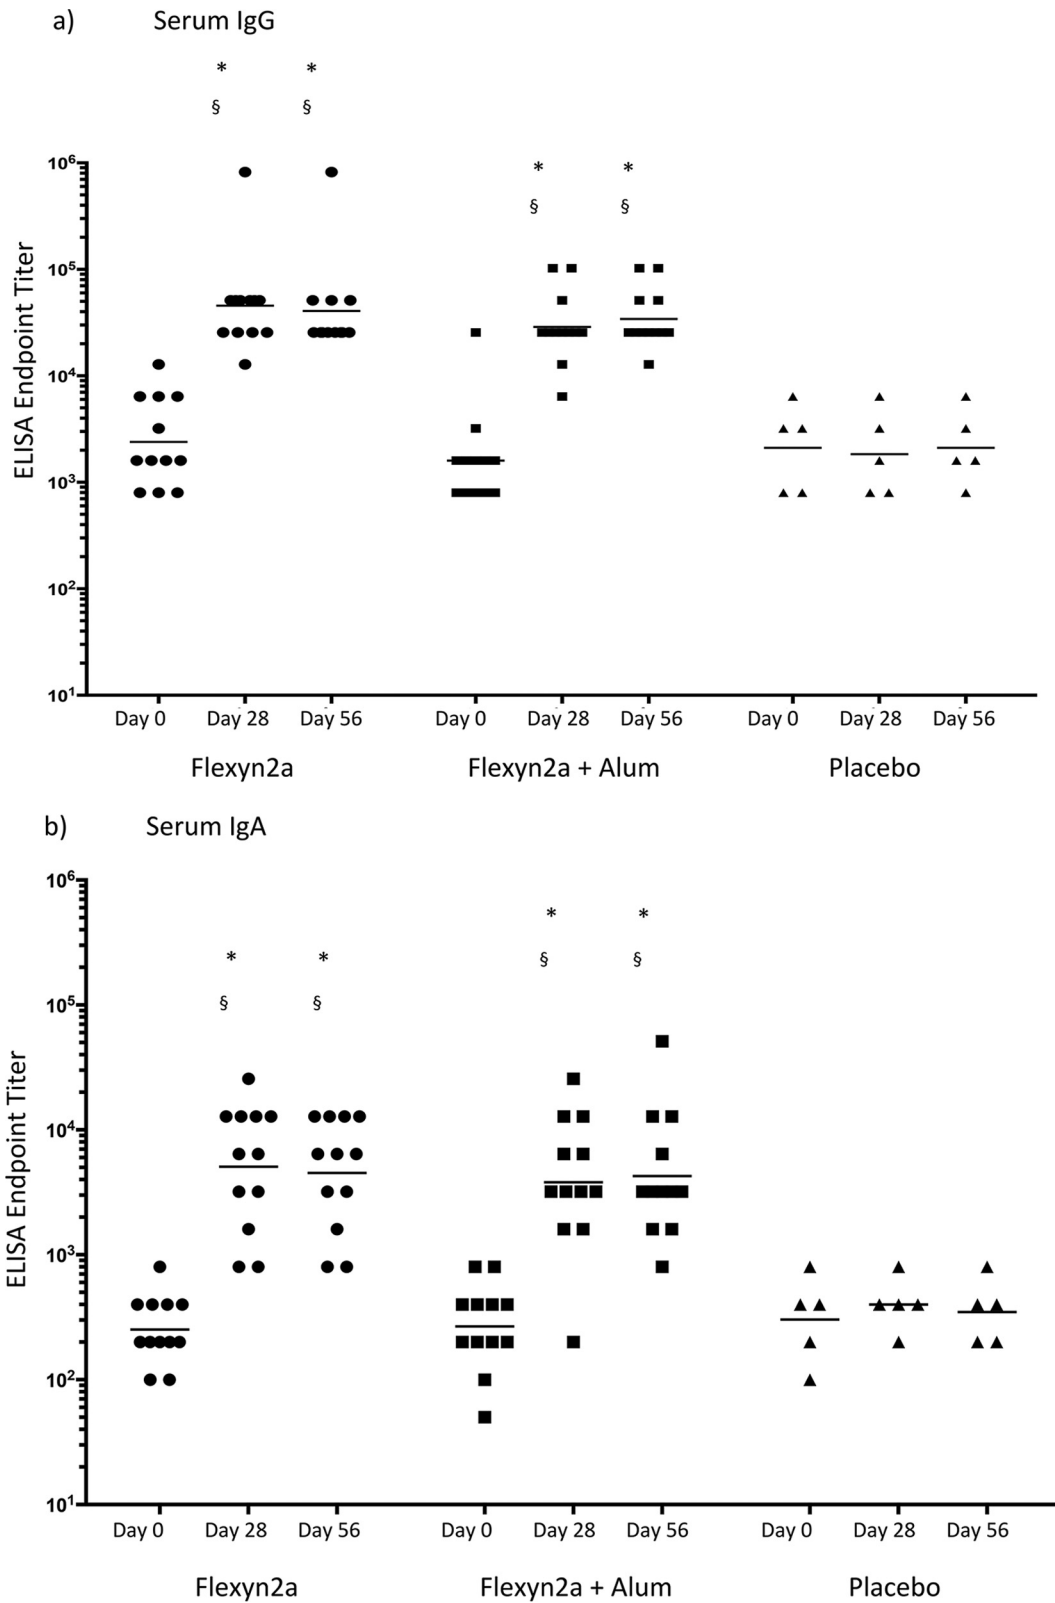 a) Serum IgG
* *
§ §
10⁶
* *
§ §
10⁵
10⁴
10³
10²
10¹
ELISA Endpoint Titer
Day 0 Day 28 Day 56 Day 0 Day 28 Day 56 Day 0 Day 28 Day 56
Flexyn2a Flexyn2a + Alum Placebo
b) Serum IgA
10⁶
* *
* *
§ §
§ §
10⁵
10⁴
10³
10²
10¹
ELISA Endpoint Titer
Day 0 Day 28 Day 56 Day 0 Day 28 Day 56 Day 0 Day 28 Day 56
Flexyn2a Flexyn2a + Alum Placebo